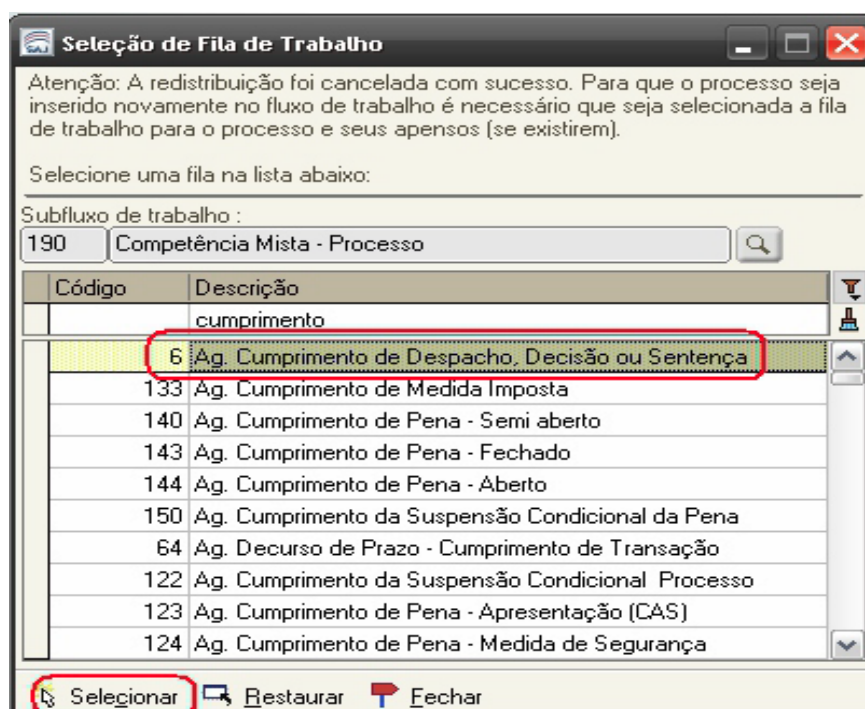 Seleção de Fila de Trabalho
Atenção: A redistribuição foi cancelada com sucesso. Para que o processo seja
inserido novamente no fluxo de trabalho é necessário que seja selecionada a fila
de trabalho para o processo e seus apensos (se existirem).
Selecione uma fila na lista abaixo:
Subfluxo de trabalho :
190 Competência Mista - Processo
Código Descrição
cumprimento
6 Ag. Cumprimento de Despacho, Decisão ou Sentença
133 Ag. Cumprimento de Medida Imposta
140 Ag. Cumprimento de Pena - Semi aberto
143 Ag. Cumprimento de Pena - Fechado
144 Ag. Cumprimento de Pena - Aberto
150 Ag. Cumprimento da Suspensão Condicional da Pena
64 Ag. Decurso de Prazo - Cumprimento de Transação
122 Ag. Cumprimento da Suspensão Condicional Processo
123 Ag. Cumprimento de Pena - Apresentação (CAS)
124 Ag. Cumprimento de Pena - Medida de Segurança
Selecionar Restaurar Fechar